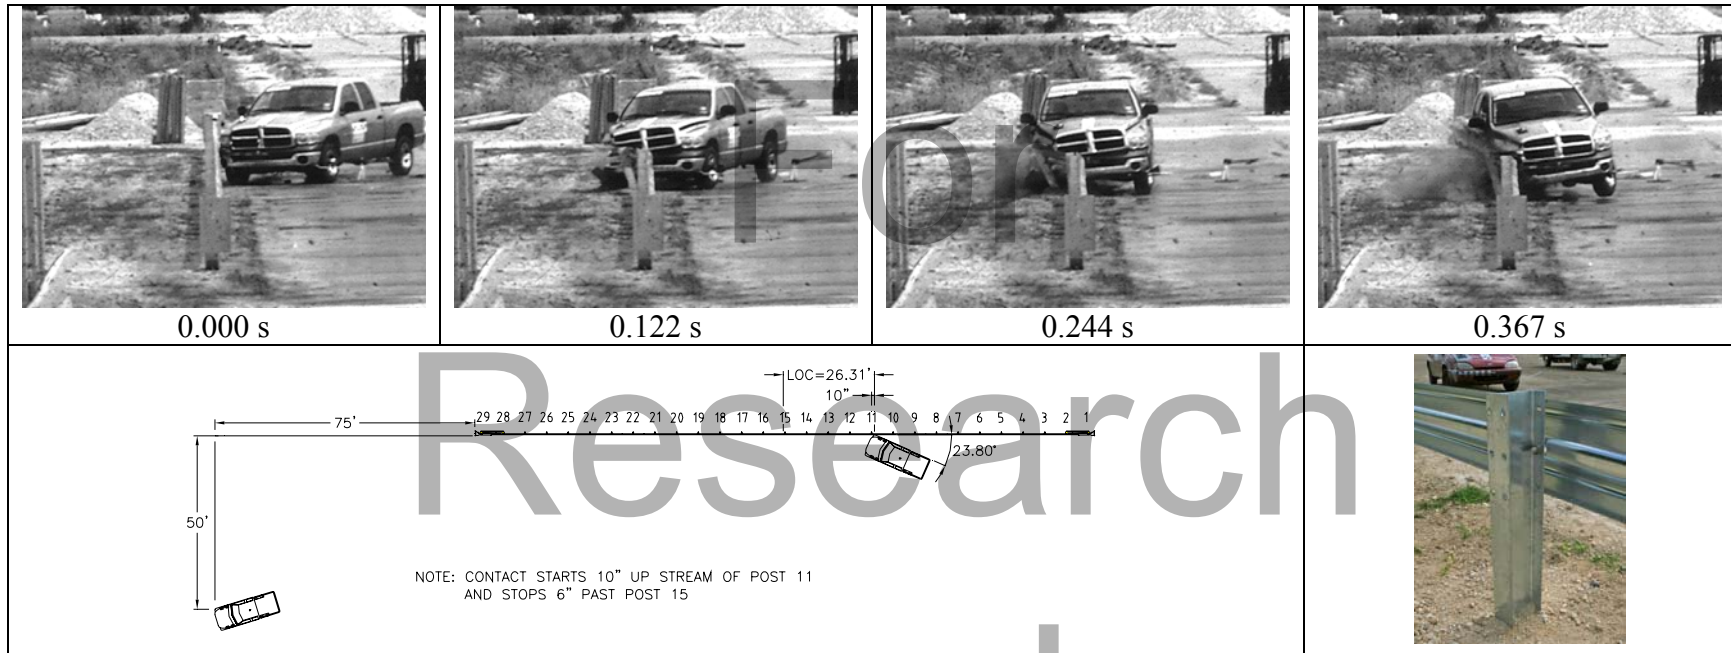 0.000 s
0.122 s
0.244 s
0.367 s
For
Research
LOC=26.31'
10"
75'
29 28 27 26 25 24 23 22 21 20 19 18 17 16 15 14 13 12 11 10 9 8 7 6 5 4 3 2 1
23.80°
50'
NOTE: CONTACT STARTS 10" UP STREAM OF POST 11
AND STOPS 6" PAST POST 15